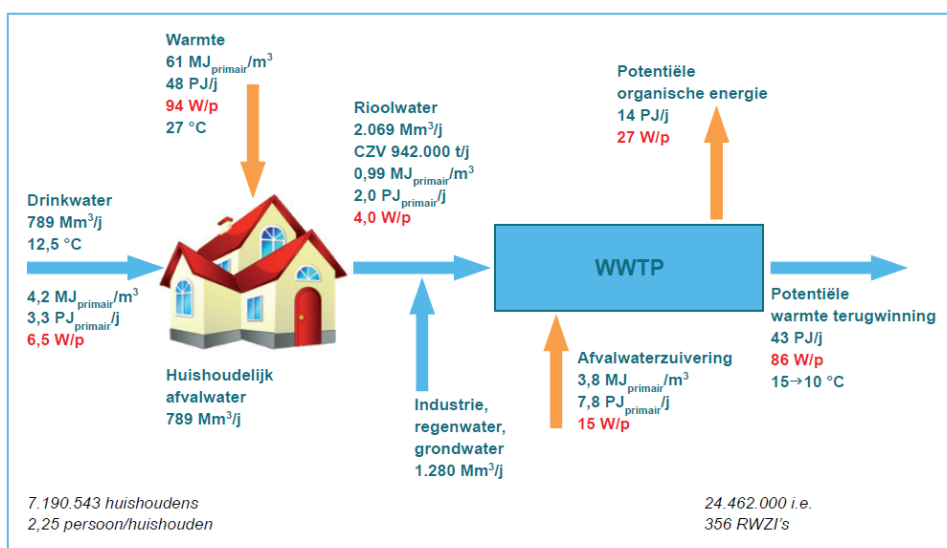 Warmte
61 MJprimair/m³
48 PJ/j
94 W/p
27 °C
Drinkwater
789 Mm³/j
12,5 °C
4,2 MJprimair/m³
3,3 PJprimair/j
6,5 W/p
Huishoudelijk
afvalwater
789 Mm³/j
Rioolwater
2.069 Mm³/j
CZV 942.000 t/j
0,99 MJprimair/m³
2,0 PJprimair/j
4,0 W/p
Industrie,
regenwater,
grondwater
1.280 Mm³/j
WWTP
Potentiële
organische energie
14 PJ/j
27 W/p
Afvalwaterzuivering
3,8 MJprimair/m³
7,8 PJprimair/j
15 W/p
Potentiële
warmte terugwinning
43 PJ/j
86 W/p
15→10 °C
7.190.543 huishoudens
2,25 persoon/huishouden
24.462.000 i.e.
356 RWZI's